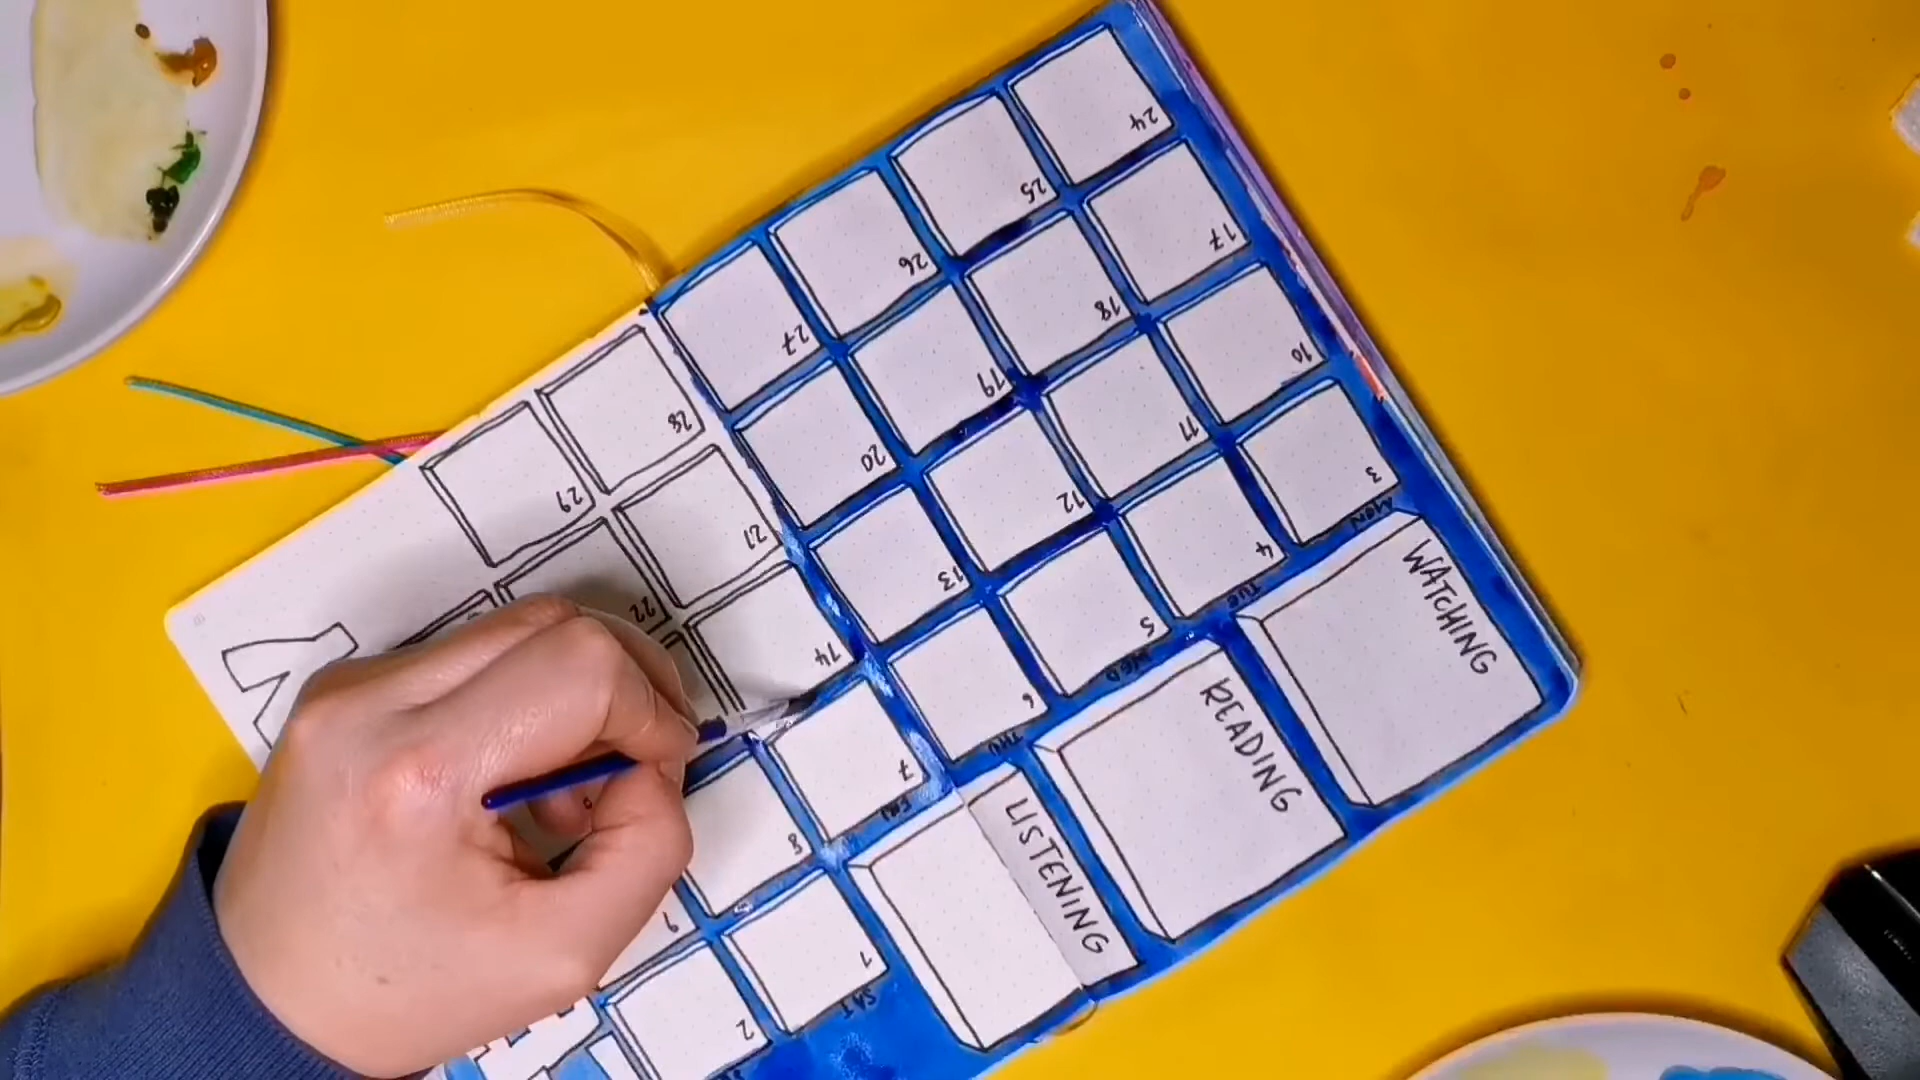 WATCHING
READING
LISTENING
MON TUE WED THU FRI SAT
1 2
3 4 5 6 7 8 9
10 11 12 13 14
17 18 19 20 21 22
24 25 26 27 28 29